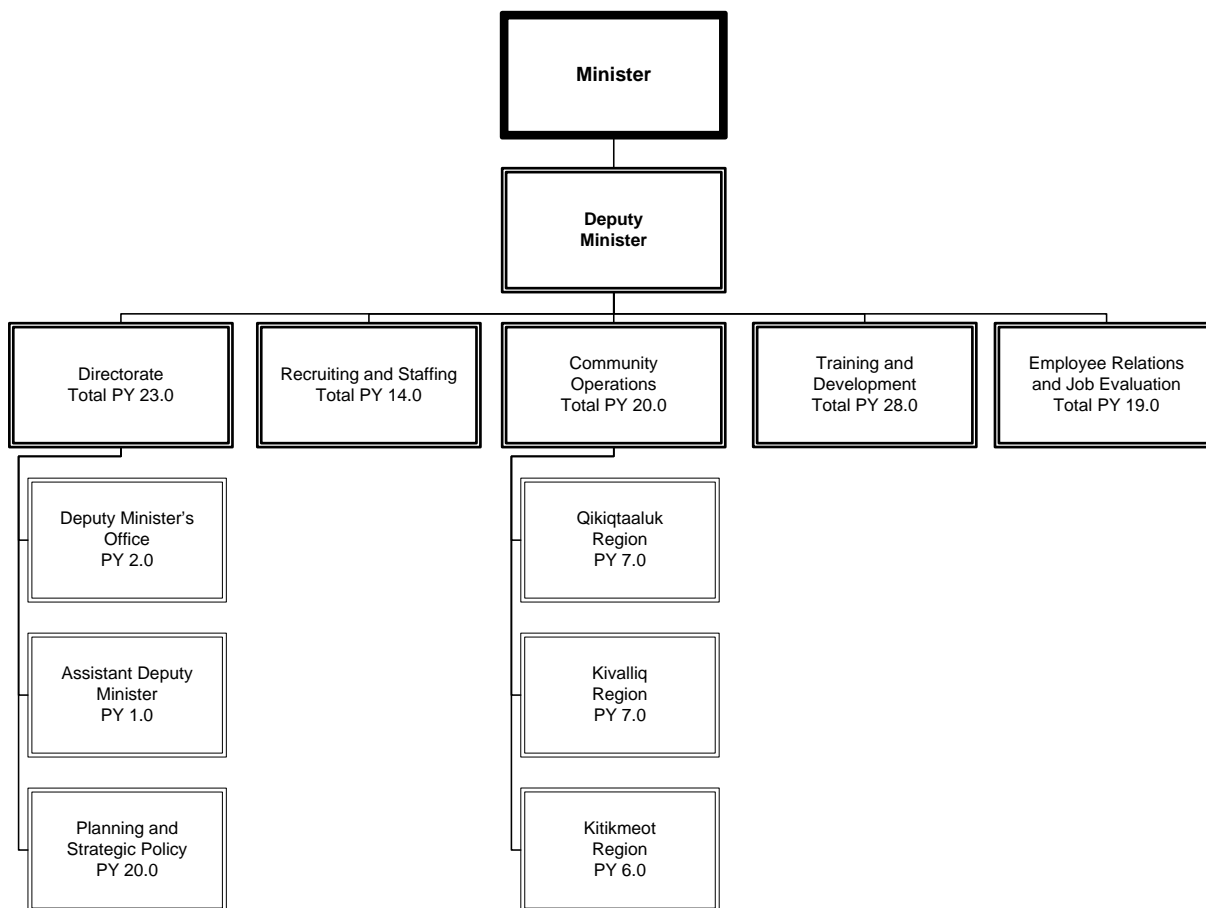 Minister
Deputy
Minister
Directorate
Total PY 23.0
Recruiting and Staffing
Total PY 14.0
Community
Operations
Total PY 20.0
Training and
Development
Total PY 28.0
Employee Relations
and Job Evaluation
Total PY 19.0
Deputy Minister’s
Office
PY 2.0
Assistant Deputy
Minister
PY 1.0
Planning and
Strategic Policy
PY 20.0
Qikiqtaaluk
Region
PY 7.0
Kivalliq
Region
PY 7.0
Kitikmeot
Region
PY 6.0